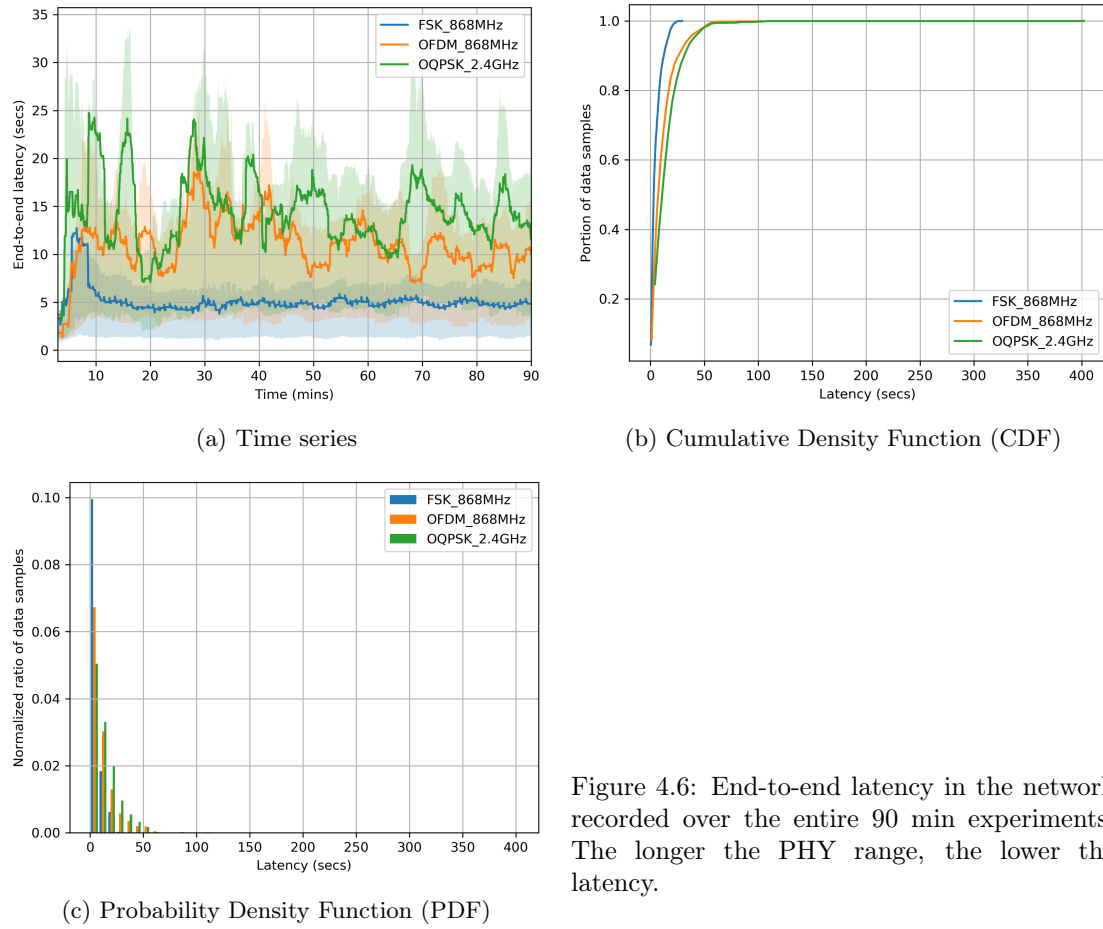 35
30
25
20
15
10
5
0
End-to-end latency (secs)
FSK_868MHz
OFDM_868MHz
OQPSK_2.4GHz
10 20 30 40 50 60 70 80 90
Time (mins)
(a) Time series
1.0
0.8
0.6
0.4
0.2
Portion of data samples
FSK_868MHz
OFDM_868MHz
OQPSK_2.4GHz
0 50 100 150 200 250 300 350 400
Latency (secs)
(b) Cumulative Density Function (CDF)
0.10
0.08
0.06
0.04
0.02
0.00
Normalized ratio of data samples
FSK_868MHz
OFDM_868MHz
OQPSK_2.4GHz
0 50 100 150 200 250 300 350 400
Latency (secs)
(c) Probability Density Function (PDF)
Figure 4.6: End-to-end latency in the network
recorded over the entire 90 min experiments
The longer the PHY range, the lower th
latency.